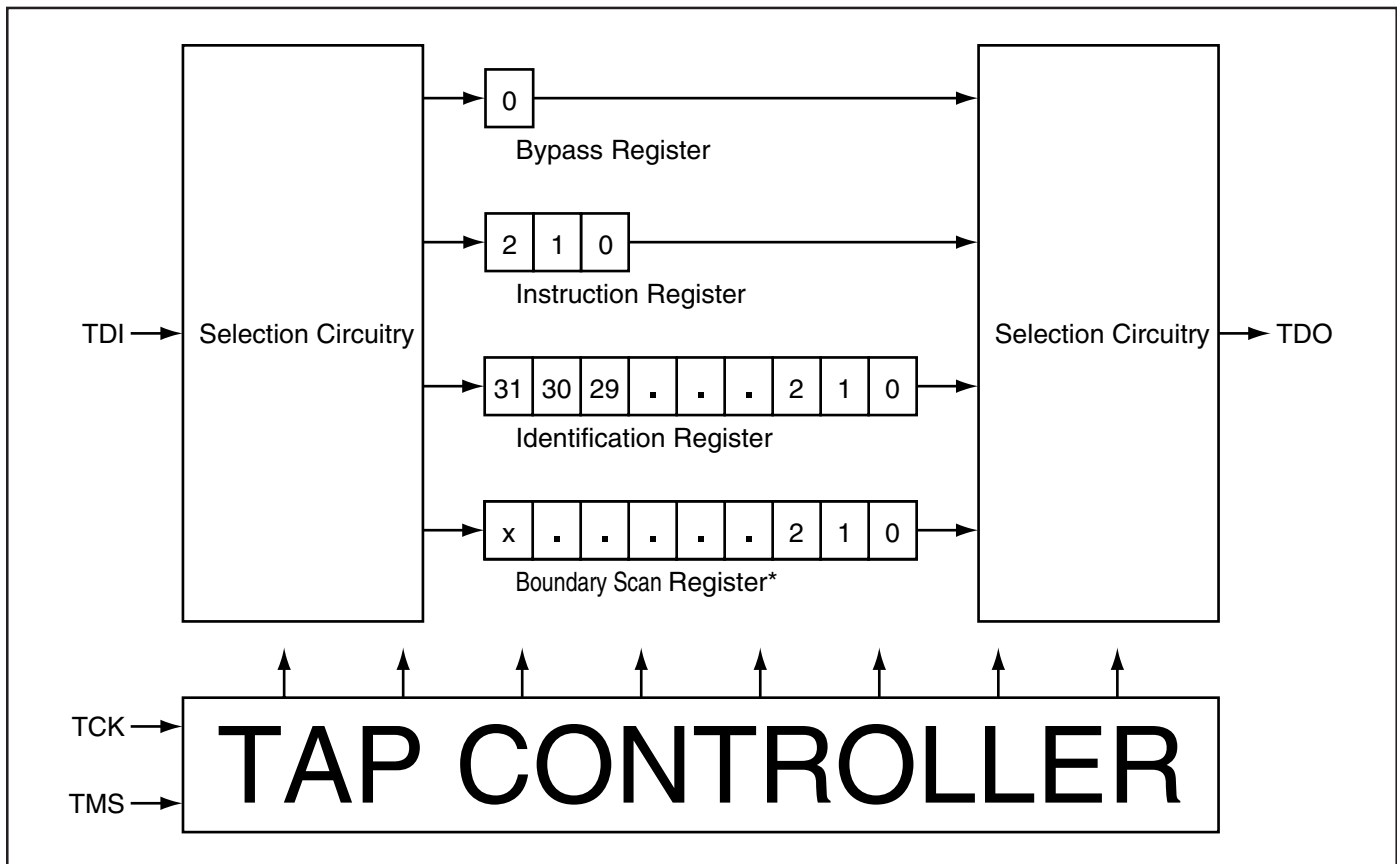 0
Bypass Register
2 1 0
Instruction Register
TDI
Selection Circuitry
Selection Circuitry
TDO
31 30 29 . . . 2 1 0
Identification Register
x . . . . . 2 1 0
Boundary Scan Register*
TCK
TMS
TAP CONTROLLER